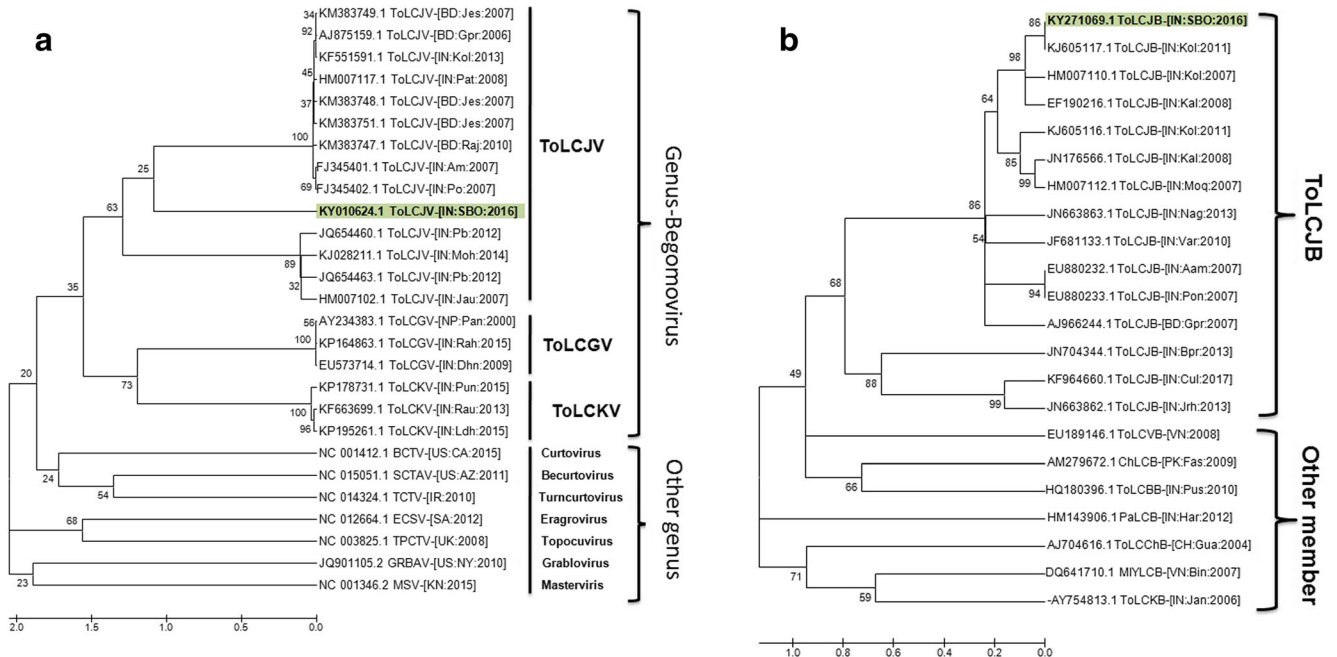 a
34
KM383749.1 ToLCJV-[BD:Jes:2007]
92
AJ875159.1 ToLCJV-[BD:Gpr:2006]
KF551591.1 ToLCJV-[IN:Kol:2013]
45
HM007117.1 ToLCJV-[IN:Pat:2008]
37
KM383748.1 ToLCJV-[BD:Jes:2007]
KM383751.1 ToLCJV-[BD:Jes:2007]
100
KM383747.1 ToLCJV-[BD:Raj:2010]
FJ345401.1 ToLCJV-[IN:Am:2007]
69
FJ345402.1 ToLCJV-[IN:Po:2007]
25
KY010624.1 ToLCJV-[IN:SBO:2016]
63
JQ654460.1 ToLCJV-[IN:Pb:2012]
KJ028211.1 ToLCJV-[IN:Moh:2014]
89
JQ654463.1 ToLCJV-[IN:Pb:2012]
32
HM007102.1 ToLCJV-[IN:Jau:2007]
35
56
AY234383.1 ToLCGV-[NP:Pan:2000]
100
KP164863.1 ToLCGV-[IN:Rah:2015]
EU573714.1 ToLCGV-[IN:Dhn:2009]
73
KP178731.1 ToLCKV-[IN:Pun:2015]
100
KF663699.1 ToLCKV-[IN:Rau:2013]
96
KP195261.1 ToLCKV-[IN:Ldh:2015]
20
NC 001412.1 BCTV-[US:CA:2015]
24
NC 015051.1 SCTAV-[US:AZ:2011]
54
NC 014324.1 TCTV-[IR:2010]
68
NC 012664.1 ECSV-[SA:2012]
NC 003825.1 TPCTV-[UK:2008]
JQ901105.2 GRBAV-[US:NY:2010]
23
NC 001346.2 MSV-[KN:2015]
ToLCJV
ToLCGV
ToLCKV
Curtovirus
Becurtovirus
Turncurtovirus
Eragrovirus
Topocuvirus
Grablovirus
Masterviris
Genus-Begomovirus
Other genus
2.0 1.5 1.0 0.5 0.0
b
KY271069.1 ToLCJB-[IN:SBO:2016]
86
KJ605117.1 ToLCJB-[IN:Kol:2011]
98
HM007110.1 ToLCJB-[IN:Kol:2007]
EF190216.1 ToLCJB-[IN:Kal:2008]
64
KJ605116.1 ToLCJB-[IN:Kol:2011]
85
JN176566.1 ToLCJB-[IN:Kal:2008]
99
HM007112.1 ToLCJB-[IN:Moq:2007]
86
JN663863.1 ToLCJB-[IN:Nag:2013]
54
JF681133.1 ToLCJB-[IN:Var:2010]
EU880232.1 ToLCJB-[IN:Aam:2007]
94
EU880233.1 ToLCJB-[IN:Pon:2007]
AJ966244.1 ToLCJB-[BD:Gpr:2007]
68
JN704344.1 ToLCJB-[IN:Bpr:2013]
88
KF964660.1 ToLCJB-[IN:Cul:2017]
99
JN663862.1 ToLCJB-[IN:Jrh:2013]
49
EU189146.1 ToLCVB-[VN:2008]
AM279672.1 ChLCB-[PK:Fas:2009]
66
HQ180396.1 ToLCBB-[IN:Pus:2010]
HM143906.1 PaLCB-[IN:Har:2012]
AJ704616.1 ToLCChB-[CH:Gua:2004]
71
DQ641710.1 MIYLCB-[VN:Bin:2007]
59
-AY754813.1 ToLCKB-[IN:Jan:2006]
ToLCJB
Other member
1.0 0.8 0.6 0.4 0.2 0.0